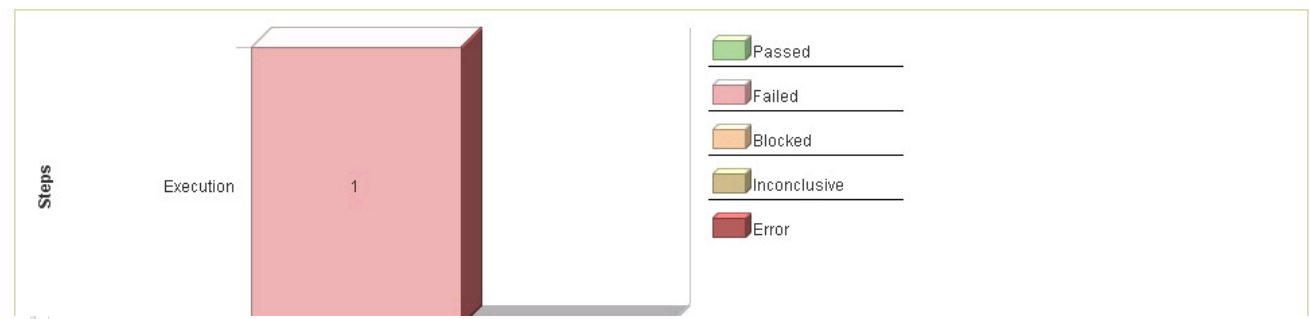 Steps
Execution
1
Passed
Failed
Blocked
Inconclusive
Error